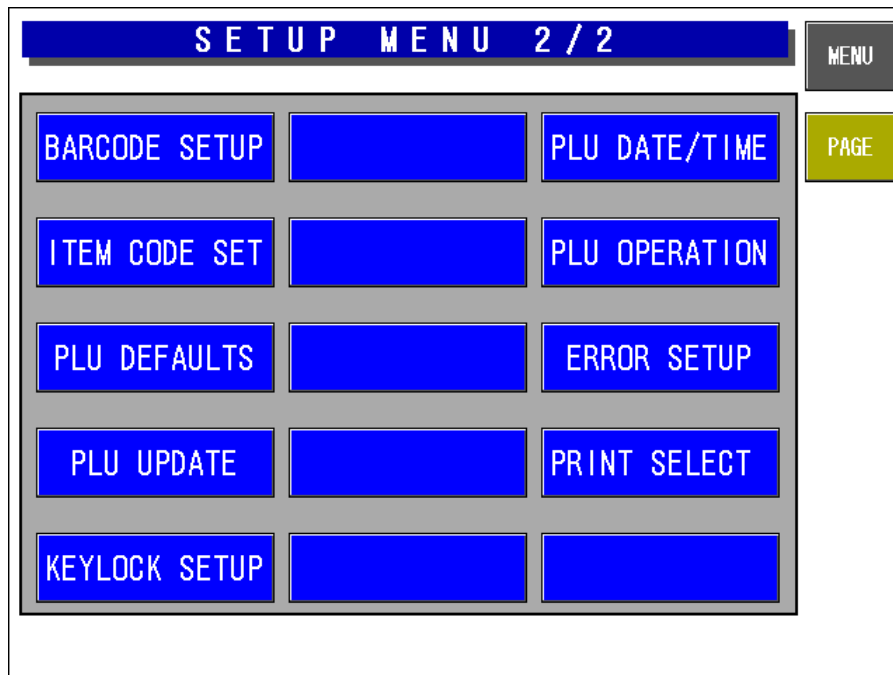 SETUP MENU 2/2
MENU
PAGE
BARCODE SETUP
PLU DATE/TIME
ITEM CODE SET
PLU OPERATION
PLU DEFAULTS
ERROR SETUP
PLU UPDATE
PRINT SELECT
KEYLOCK SETUP